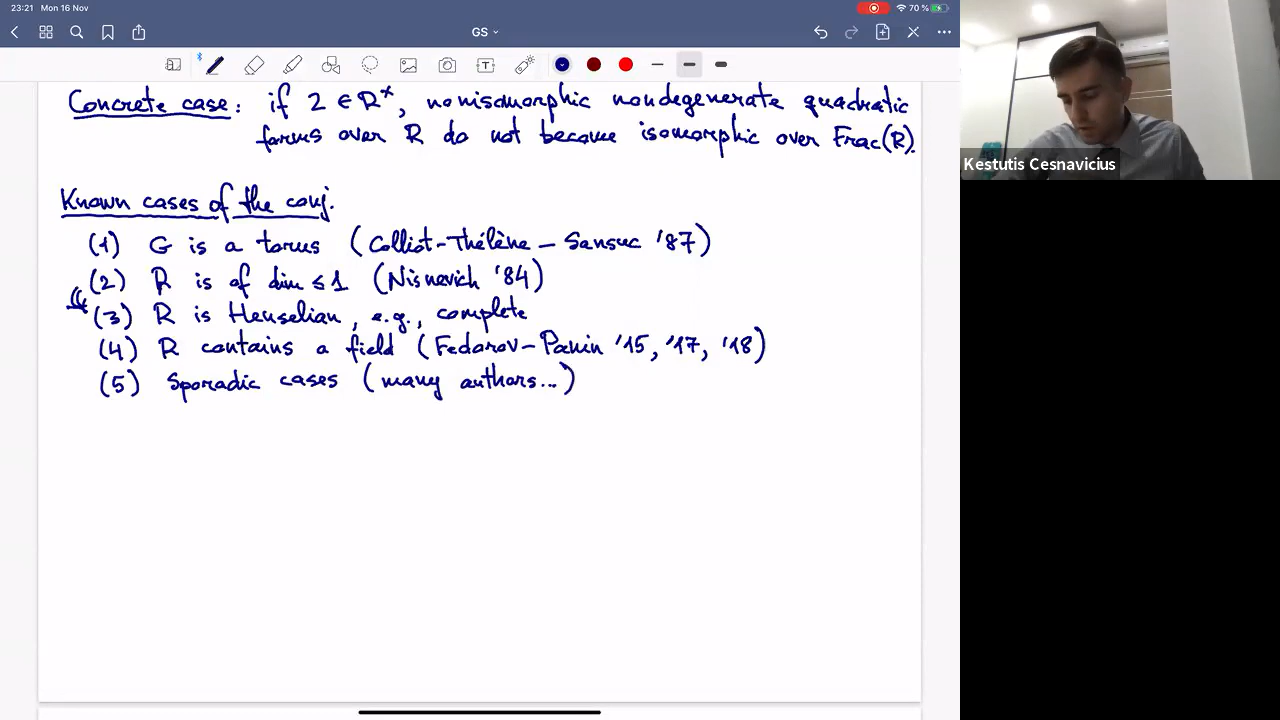 23:21 Mon 16 Nov
70 %
GS
Concrete case: if 2 ∈ R^×, nonisomorphic nondegenerate quadratic
forms over R do not become isomorphic over Frac(R).
Kestutis Cesnavicius
Known cases of the conj.
(1) G is a torus (Colliot-Thélène – Sansuc '87)
(2) R is of dim ≤ 1 (Nisnevich '84)
(3) R is Henselian, e.g., complete
(4) R contains a field (Fedorov – Panin '15, '17, '18)
(5) Sporadic cases (many authors...)